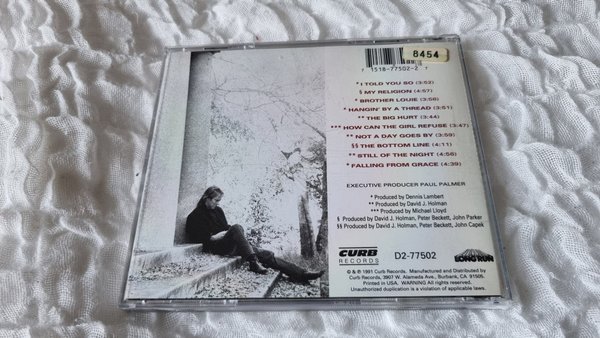 8454
7 1518-77502-2 7
* I TOLD YOU SO (3:52)
§ MY RELIGION (4:57)
* BROTHER LOUIE (3:56)
* HANGIN' BY A THREAD (3:51)
** THE BIG HURT (3:44)
*** HOW CAN THE GIRL REFUSE (3:47)
** NOT A DAY GOES BY (3:59)
§§ THE BOTTOM LINE (4:11)
** STILL OF THE NIGHT (4:56)
* FALLING FROM GRACE (4:39)
EXECUTIVE PRODUCER PAUL PALMER
* Produced by Dennis Lambert
** Produced by David J. Holman
*** Produced by Michael Lloyd
§ Produced by David J. Holman, Peter Beckett, John Parker
§§ Produced by David J. Holman, Peter Beckett, John Capek
CURB
RECORDS
D2-77502
LONG RUN
© & ℗ 1991 Curb Records. Manufactured and Distributed by
Curb Records, 3907 W. Alameda Ave., Burbank, CA 91505.
Printed in USA. WARNING All rights reserved.
Unauthorized duplication is a violation of applicable laws.